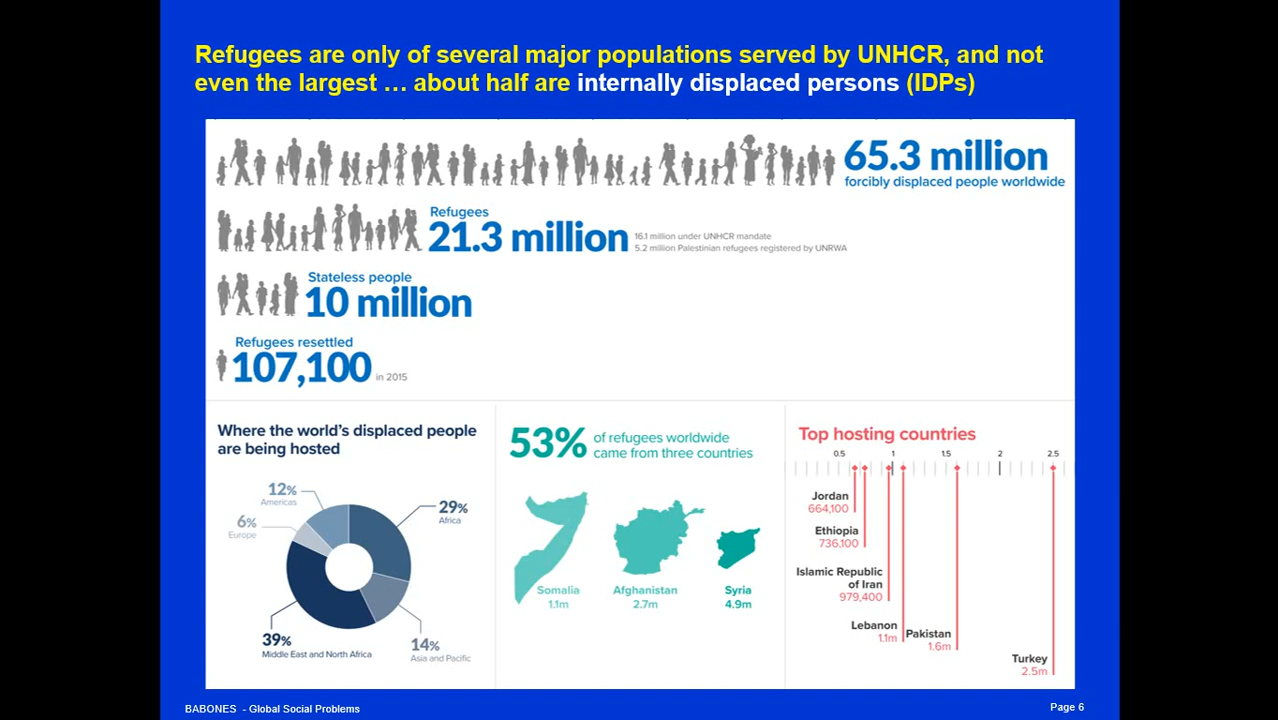 Refugees are only of several major populations served by UNHCR, and not
even the largest … about half are internally displaced persons (IDPs)
65.3 million
forcibly displaced people worldwide
Refugees
21.3 million
16.1 million under UNHCR mandate
5.2 million Palestinian refugees registered by UNRWA
Stateless people
10 million
Refugees resettled
107,100
in 2015
Where the world's displaced people
are being hosted
12%
Americas
6%
Europe
29%
Africa
39%
Middle East and North Africa
14%
Asia and Pacific
53%
of refugees worldwide
came from three countries
Somalia
1.1m
Afghanistan
2.7m
Syria
4.9m
Top hosting countries
0.5 1 1.5 2 2.5
Jordan
664,100
Ethiopia
736,100
Islamic Republic
of Iran
979,400
Lebanon
1.1m
Pakistan
1.6m
Turkey
2.5m
BABONES - Global Social Problems
Page 6